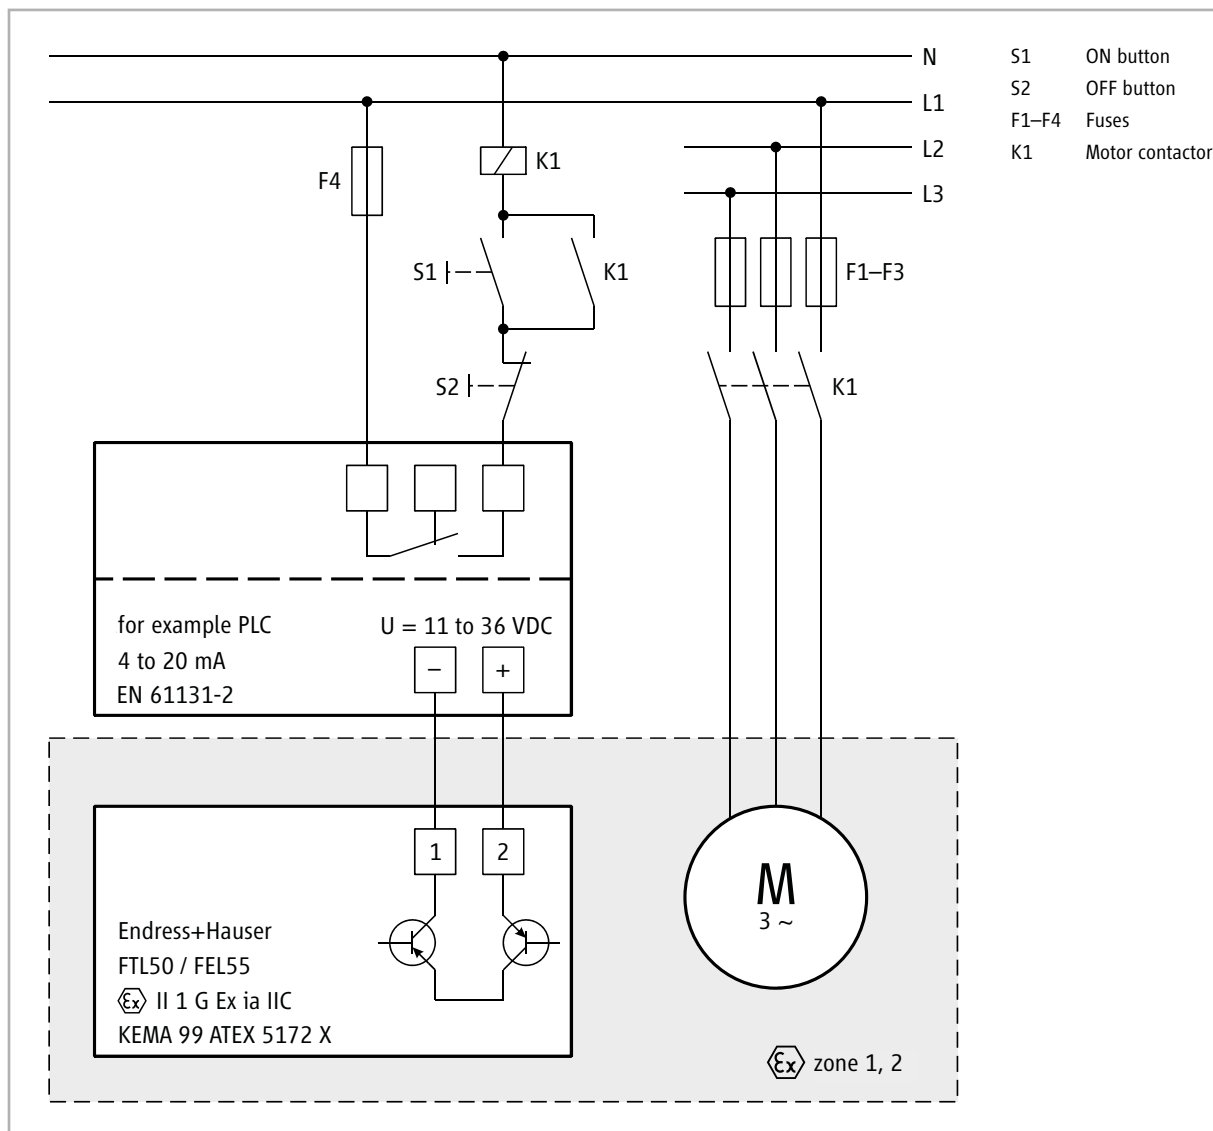 N
S1 ON button
L1
S2 OFF button
F1–F4 Fuses
L2
K1 Motor contactor
K1
F4
L3
S1
K1
F1–F3
S2
K1
for example PLC
U = 11 to 36 VDC
4 to 20 mA
– +
EN 61131-2
1 2
M
3 ~
Endress+Hauser
FTL50 / FEL55
Ex II 1 G Ex ia IIC
KEMA 99 ATEX 5172 X
Ex zone 1, 2